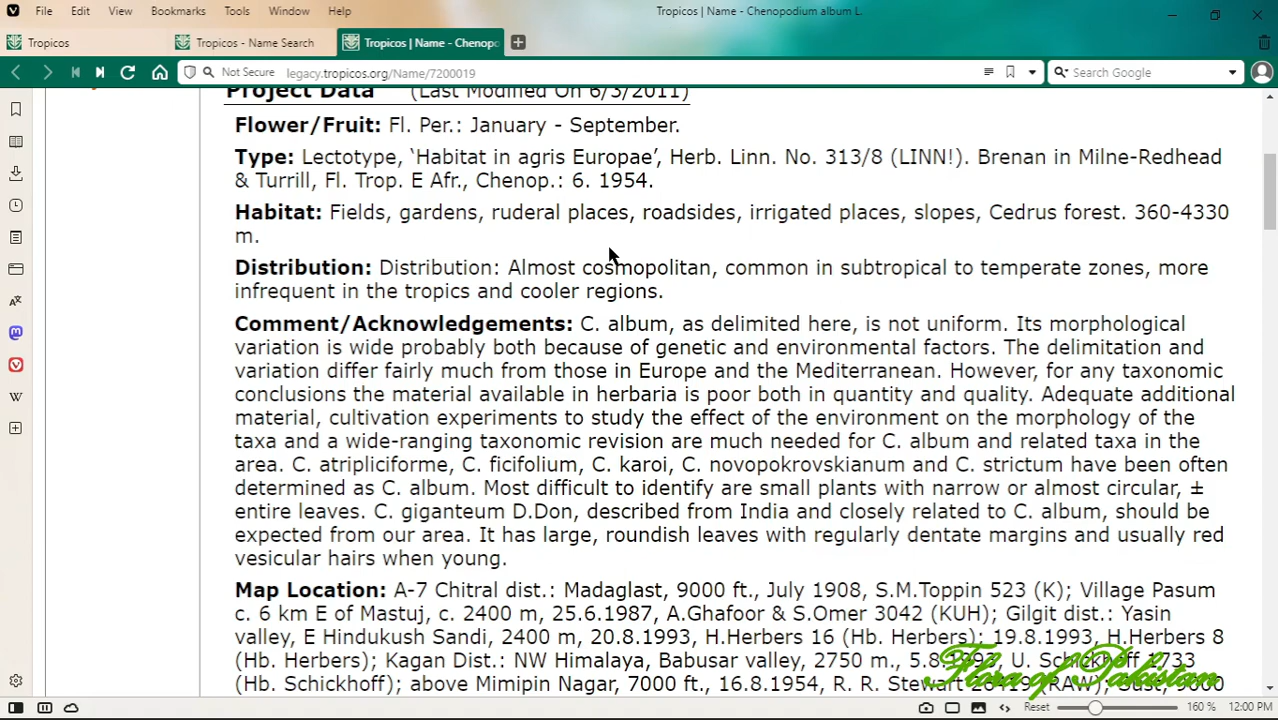 File Edit View Bookmarks Tools Window Help
Tropicos | Name - Chenopodium album L.
Tropicos
Tropicos - Name Search
Tropicos | Name - Chenopo
Not Secure legacy.tropicos.org/Name/7200019
Search Google
Project Data (Last Modified On 6/3/2011)
Flower/Fruit: Fl. Per.: January - September.
Type: Lectotype, ‘Habitat in agris Europae’, Herb. Linn. No. 313/8 (LINN!). Brenan in Milne-Redhead
& Turrill, Fl. Trop. E Afr., Chenop.: 6. 1954.
Habitat: Fields, gardens, ruderal places, roadsides, irrigated places, slopes, Cedrus forest. 360-4330
m.
Distribution: Distribution: Almost cosmopolitan, common in subtropical to temperate zones, more
infrequent in the tropics and cooler regions.
Comment/Acknowledgements: C. album, as delimited here, is not uniform. Its morphological
variation is wide probably both because of genetic and environmental factors. The delimitation and
variation differ fairly much from those in Europe and the Mediterranean. However, for any taxonomic
conclusions the material available in herbaria is poor both in quantity and quality. Adequate additional
material, cultivation experiments to study the effect of the environment on the morphology of the
taxa and a wide-ranging taxonomic revision are much needed for C. album and related taxa in the
area. C. atripliciforme, C. ficifolium, C. karoi, C. novopokrovskianum and C. strictum have been often
determined as C. album. Most difficult to identify are small plants with narrow or almost circular, ±
entire leaves. C. giganteum D.Don, described from India and closely related to C. album, should be
expected from our area. It has large, roundish leaves with regularly dentate margins and usually red
vesicular hairs when young.
Map Location: A-7 Chitral dist.: Madaglast, 9000 ft., July 1908, S.M.Toppin 523 (K); Village Pasum
c. 6 km E of Mastuj, c. 2400 m, 25.6.1987, A.Ghafoor & S.Omer 3042 (KUH); Gilgit dist.: Yasin
valley, E Hindukush Sandi, 2400 m, 20.8.1993, H.Herbers 16 (Hb. Herbers); 19.8.1993, H.Herbers 8
(Hb. Herbers); Kagan Dist.: NW Himalaya, Babusar valley, 2750 m., 5.8.1993, U. Schickhoff 1733
(Hb. Schickhoff); above Mimipin Nagar, 7000 ft., 16.8.1954, R. R. Stewart (RAW);
Flora of Pakistan
Reset 160 % 12:00 PM